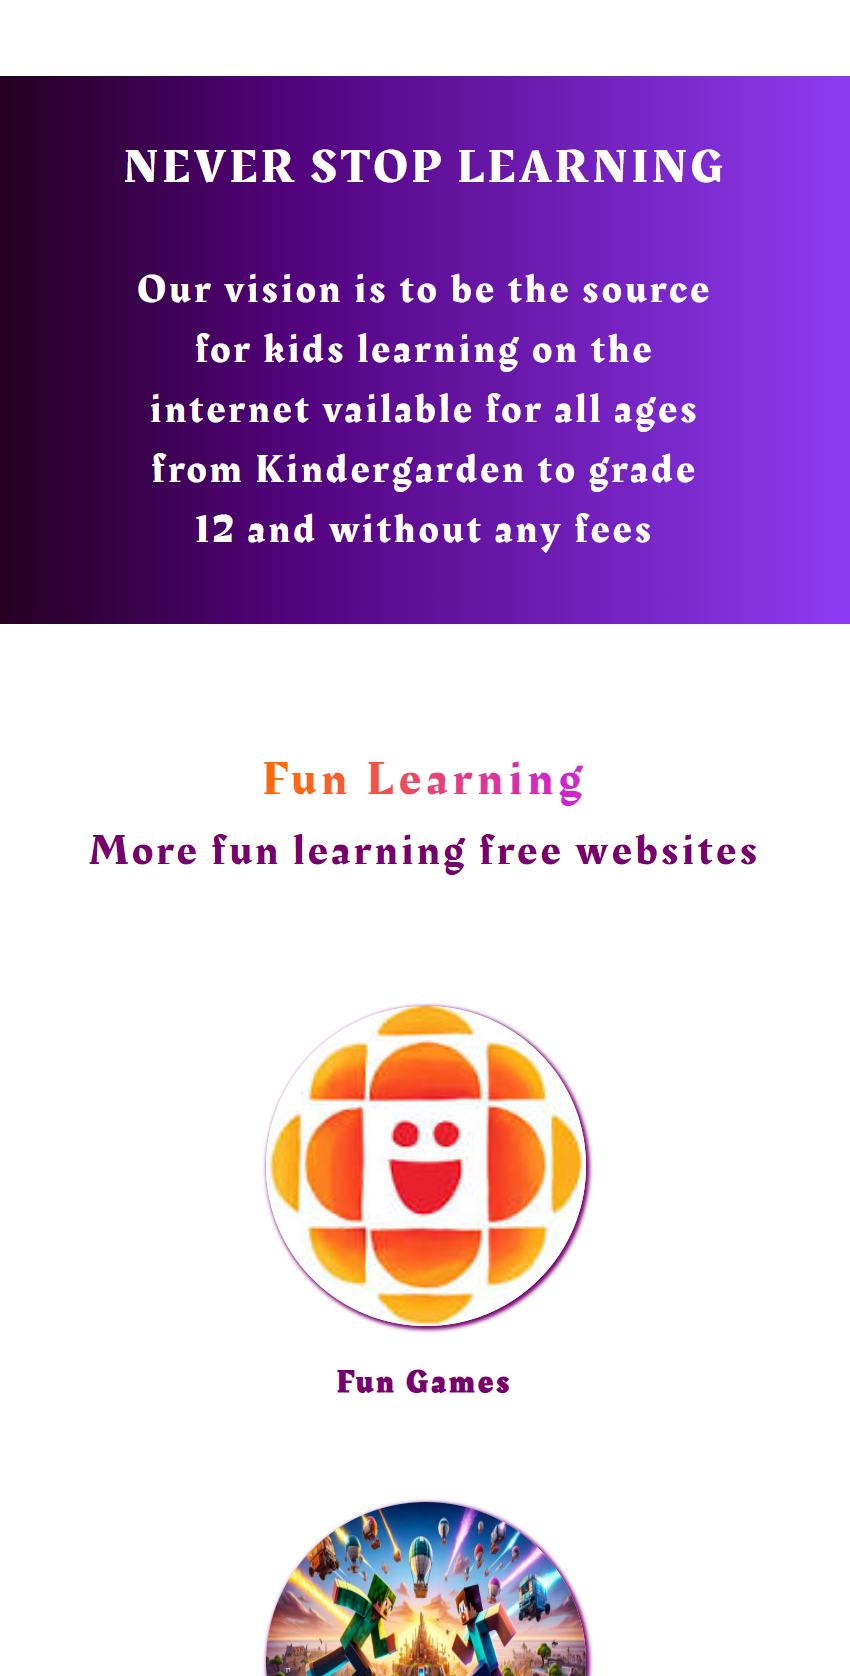 NEVER STOP LEARNING
Our vision is to be the source
for kids learning on the
internet vailable for all ages
from Kindergarden to grade
12 and without any fees
Fun Learning
More fun learning free websites
Fun Games